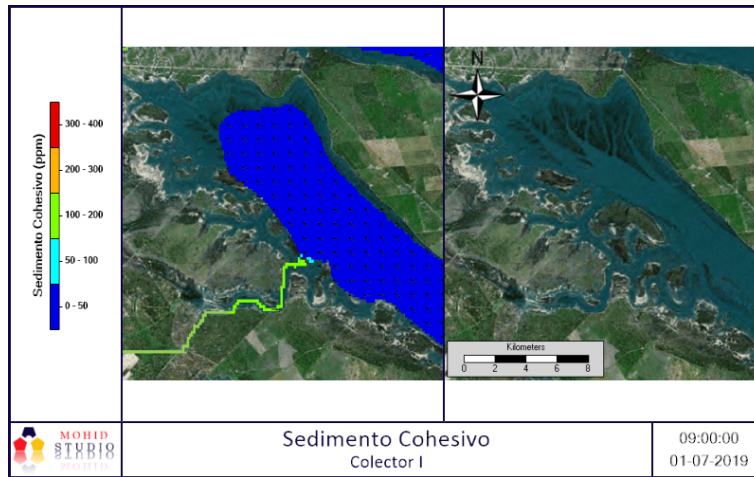 Sedimento Cohesivo (ppm)
300 - 400
200 - 300
100 - 200
50 - 100
0 - 50
N
Kilometers
0 2 4 6 8
MOHID
STUDIO
Sedimento Cohesivo
Colector I
09:00:00
01-07-2019